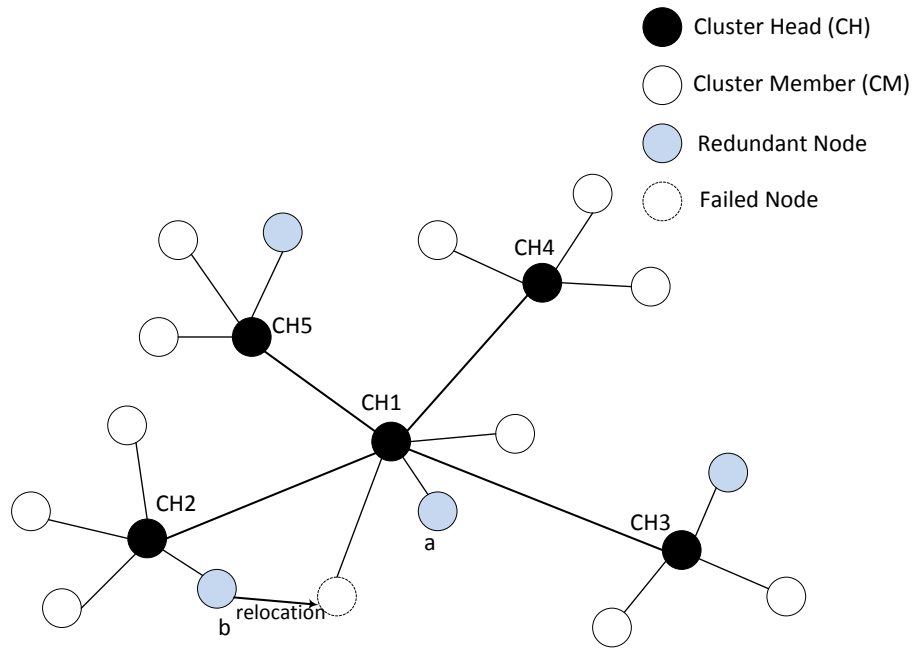 Cluster Head (CH)
Cluster Member (CM)
Redundant Node
Failed Node
CH4
CH5
CH1
CH2
CH3
a
relocation
b